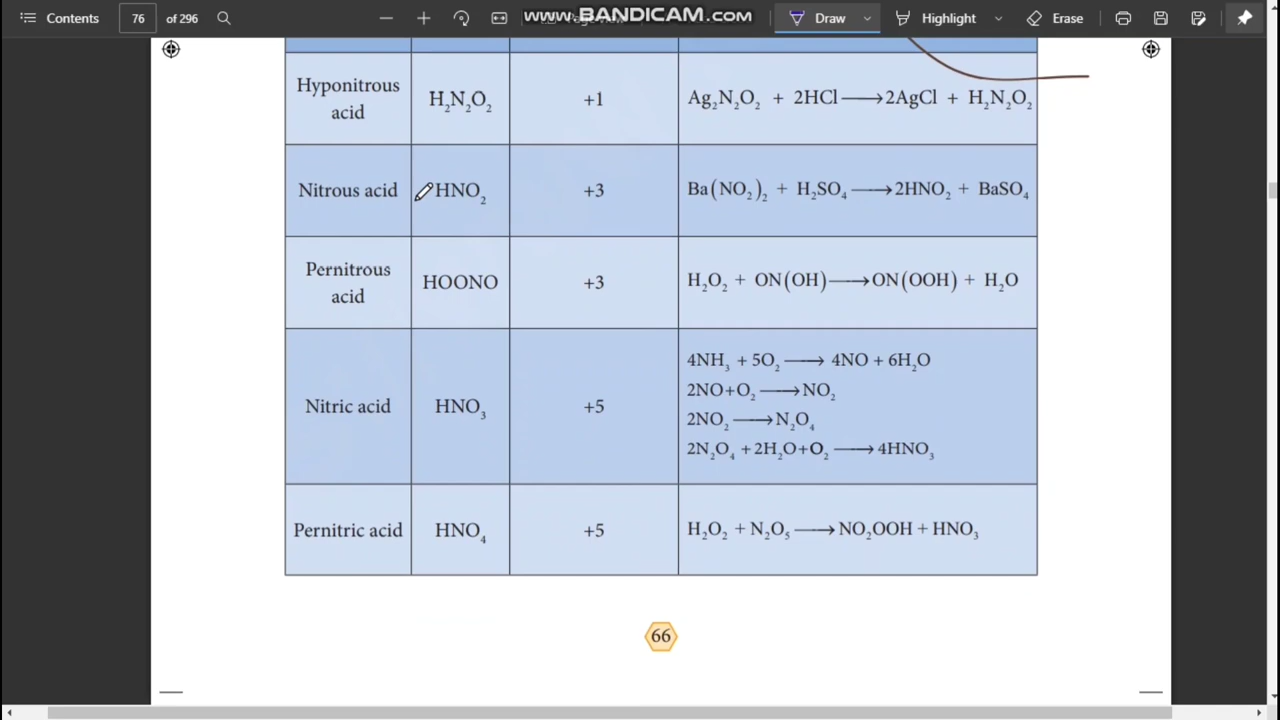 Contents
76
of 296
WWW.BANDICAM.COM
Draw
Highlight
Erase
Hyponitrous acid
H₂N₂O₂
+1
Ag₂N₂O₂ + 2HCl⟶2AgCl + H₂N₂O₂
Nitrous acid
HNO₂
+3
Ba(NO₂)₂ + H₂SO₄⟶2HNO₂ + BaSO₄
Pernitrous acid
HOONO
+3
H₂O₂ + ON(OH)⟶ON(OOH) + H₂O
Nitric acid
HNO₃
+5
4NH₃ + 5O₂ ⟶ 4NO + 6H₂O
2NO+O₂ ⟶NO₂
2NO₂ ⟶N₂O₄
2N₂O₄ +2H₂O+O₂ ⟶ 4HNO₃
Pernitric acid
HNO₄
+5
H₂O₂ + N₂O₅ ⟶ NO₂OOH + HNO₃
66